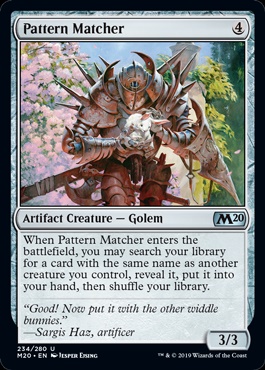 Pattern Matcher 4
Artifact Creature — Golem M20
When Pattern Matcher enters the
battlefield, you may search your library
for a card with the same name as another
creature you control, reveal it, put it into
your hand, then shuffle your library.
“Good! Now put it with the other widdle
bunnies.”
—Sargis Haz, artificer
3/3
234/280 U
M20 • EN Jesper Ejsing
™ & © 2019 Wizards of the Coast